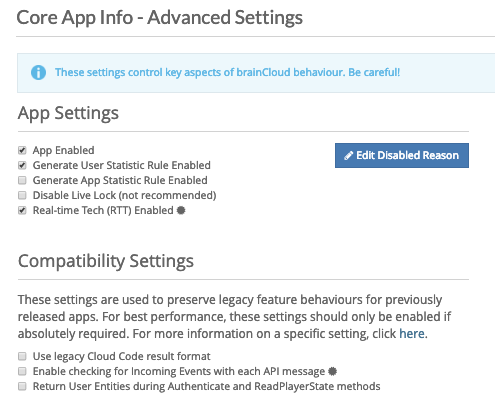 Core App Info - Advanced Settings
These settings control key aspects of brainCloud behaviour. Be careful!
App Settings
App Enabled
Edit Disabled Reason
Generate User Statistic Rule Enabled
Generate App Statistic Rule Enabled
Disable Live Lock (not recommended)
Real-time Tech (RTT) Enabled
Compatibility Settings
These settings are used to preserve legacy feature behaviours for previously
released apps. For best performance, these settings should only be enabled if
absolutely required. For more information on a specific setting, click here.
Use legacy Cloud Code result format
Enable checking for Incoming Events with each API message
Return User Entities during Authenticate and ReadPlayerState methods